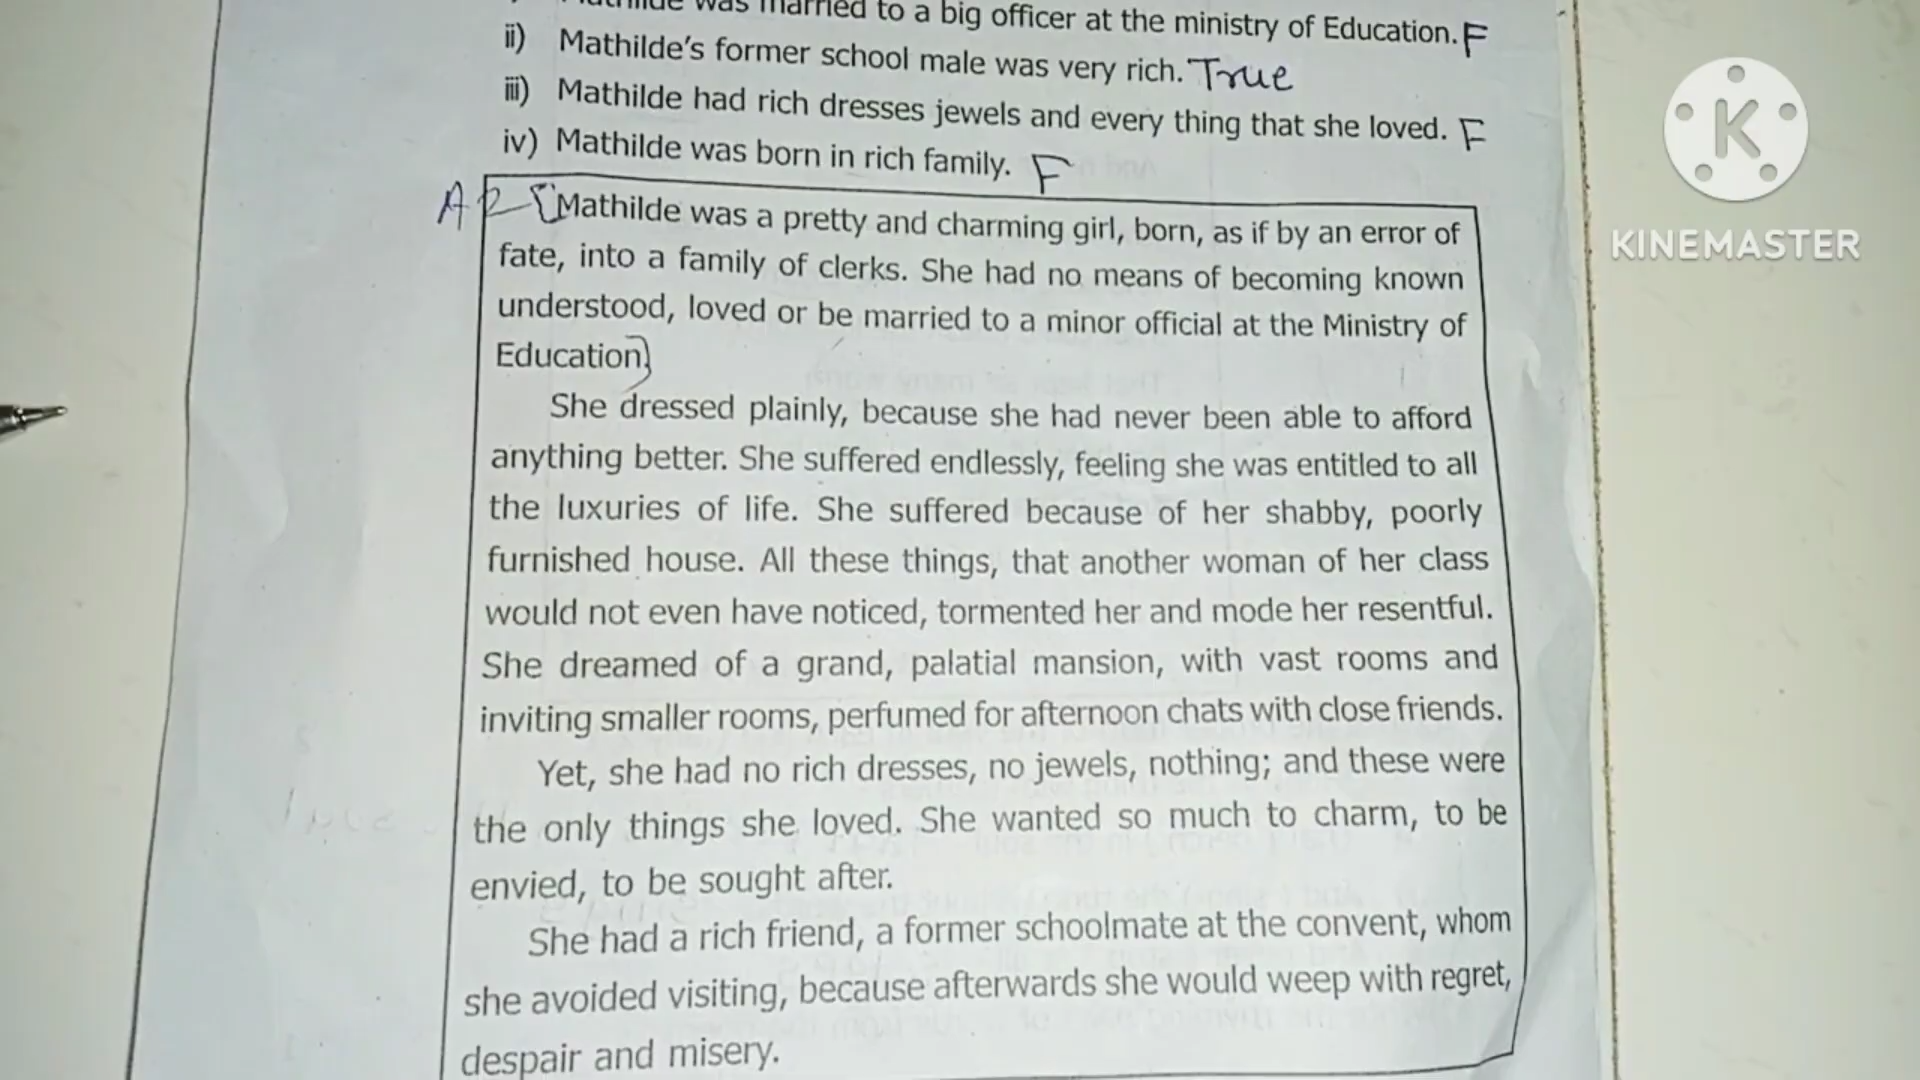 Mathilde was married to a big officer at the ministry of Education. F
ii) Mathilde's former school male was very rich. True
iii) Mathilde had rich dresses jewels and every thing that she loved. F
iv) Mathilde was born in rich family. F
A2 Mathilde was a pretty and charming girl, born, as if by an error of
fate, into a family of clerks. She had no means of becoming known
understood, loved or be married to a minor official at the Ministry of
Education
She dressed plainly, because she had never been able to afford
anything better. She suffered endlessly, feeling she was entitled to all
the luxuries of life. She suffered because of her shabby, poorly
furnished house. All these things, that another woman of her class
would not even have noticed, tormented her and mode her resentful.
She dreamed of a grand, palatial mansion, with vast rooms and
inviting smaller rooms, perfumed for afternoon chats with close friends.
Yet, she had no rich dresses, no jewels, nothing; and these were
the only things she loved. She wanted so much to charm, to be
envied, to be sought after.
She had a rich friend, a former schoolmate at the convent, whom
she avoided visiting, because afterwards she would weep with regret,
despair and misery.
K
KINEMASTER